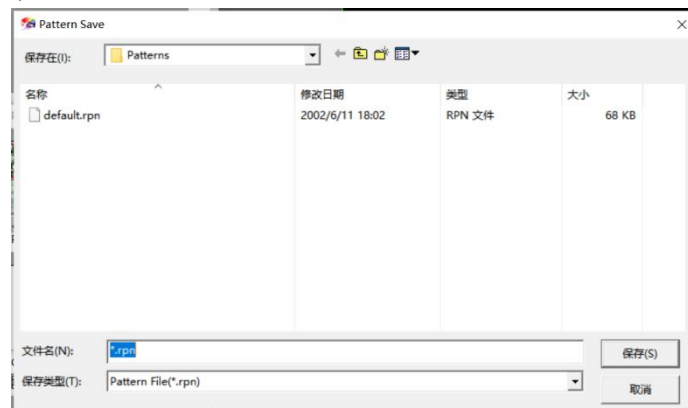 Pattern Save
保存在(I): Patterns
名称 修改日期 类型 大小
default.rpn 2002/6/11 18:02 RPN 文件 68 KB
文件名(N): *.rpn 保存(S)
保存类型(T): Pattern File(*.rpn) 取消